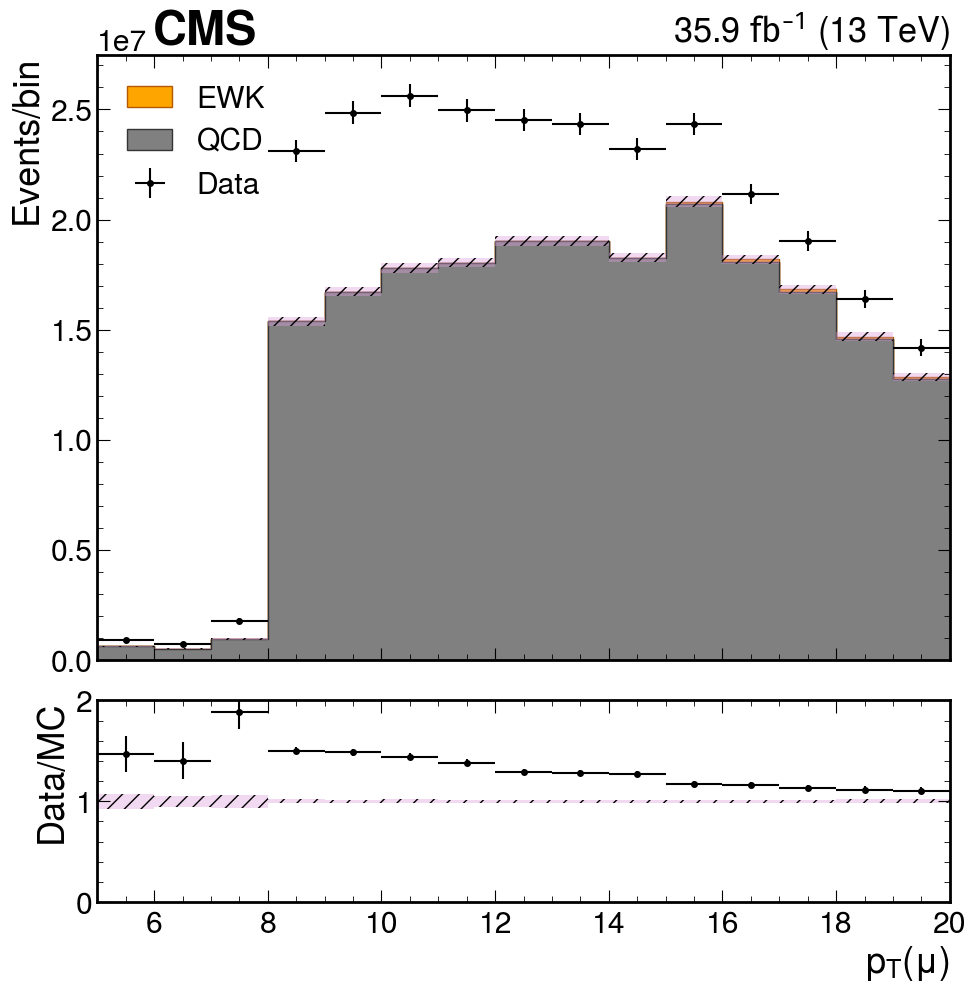 1e7 CMS 35.9 fb⁻¹ (13 TeV)
Events/bin
2.5
2.0
1.5
1.0
0.5
0.0
EWK
QCD
Data
Data/MC
2
1
0
6 8 10 12 14 16 18 20
pT(μ)